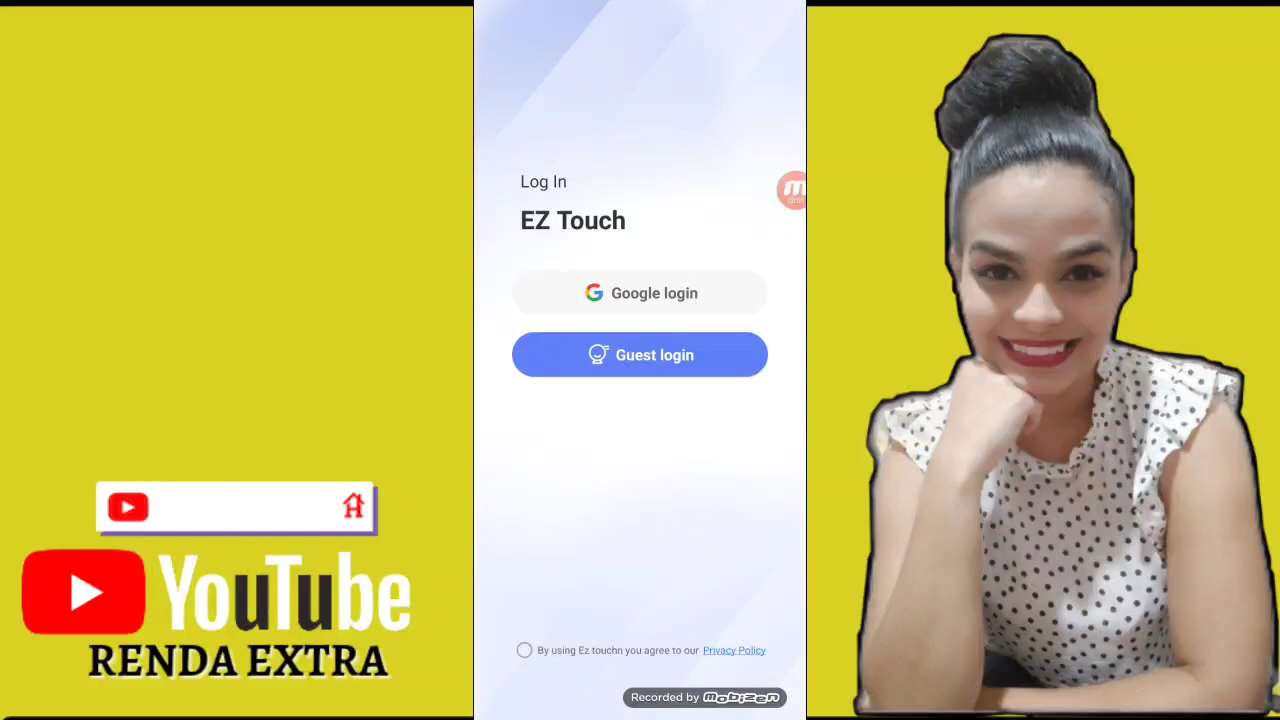 Log In
EZ Touch
Google login
Guest login
YouTube
RENDA EXTRA
By using Ez touchn you agree to our Privacy Policy
Recorded by mobizen